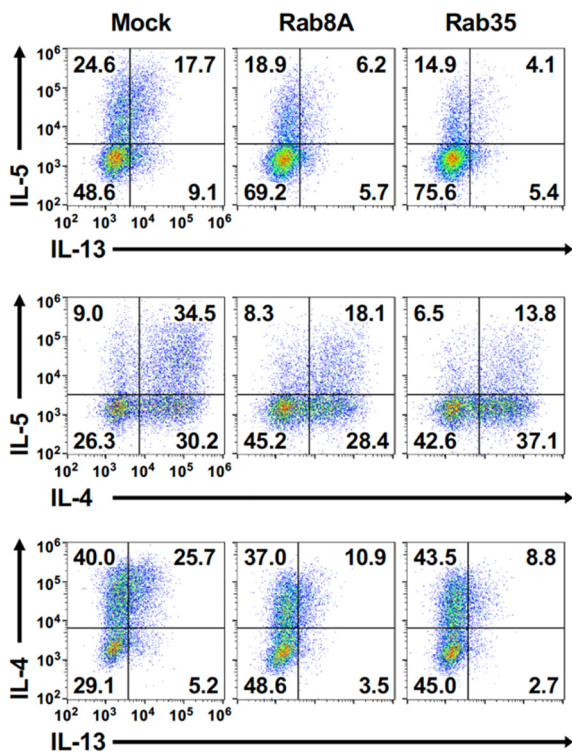 Mock Rab8A Rab35
10⁶ 24.6 17.7 18.9 6.2 14.9 4.1
10⁵
10⁴
10³
10² 48.6 9.1 69.2 5.7 75.6 5.4
IL-5
10² 10³ 10⁴ 10⁵ 10⁶
IL-13
10⁶ 9.0 34.5 8.3 18.1 6.5 13.8
10⁵
10⁴
10³
10² 26.3 30.2 45.2 28.4 42.6 37.1
IL-5
10² 10³ 10⁴ 10⁵ 10⁶
IL-4
10⁶ 40.0 25.7 37.0 10.9 43.5 8.8
10⁵
10⁴
10³
10² 29.1 5.2 48.6 3.5 45.0 2.7
IL-4
10² 10³ 10⁴ 10⁵ 10⁶
IL-13